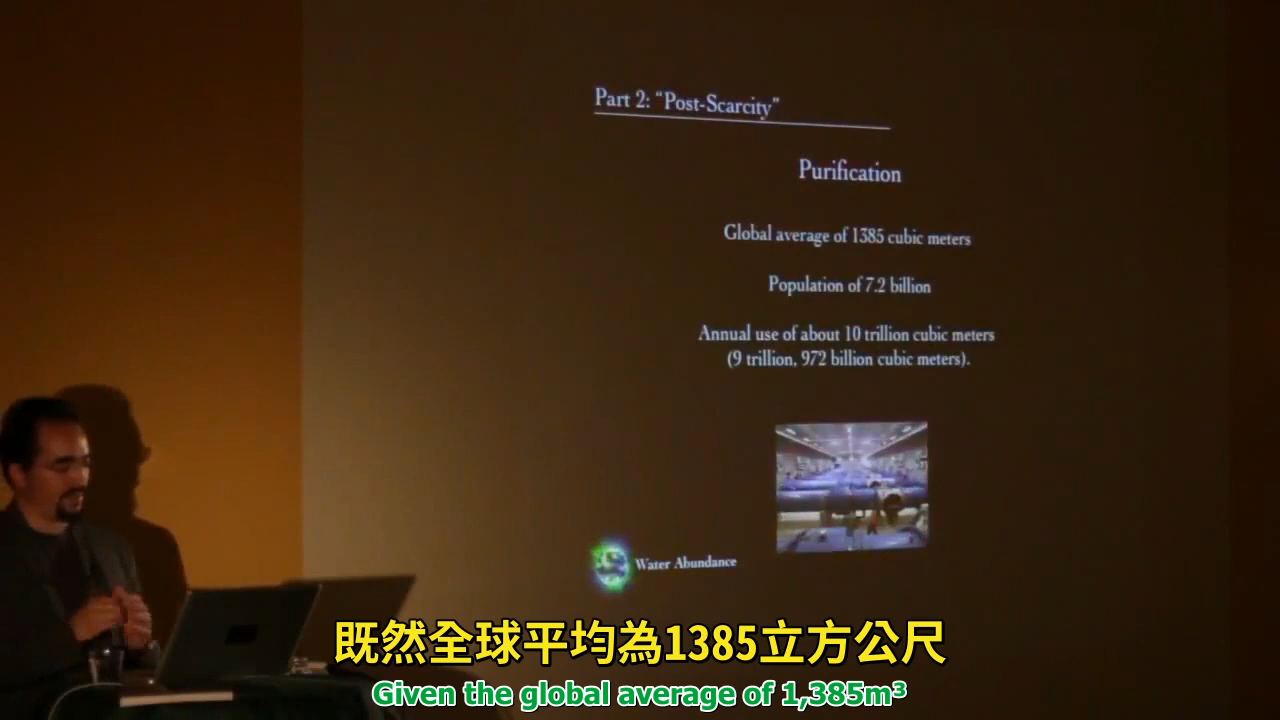 Part 2: “Post-Scarcity”
Purification
Global average of 1385 cubic meters
Population of 7.2 billion
Annual use of about 10 trillion cubic meters
(9 trillion, 972 billion cubic meters).
Water Abundance
既然全球平均為1385立方公尺
Given the global average of 1,385m³